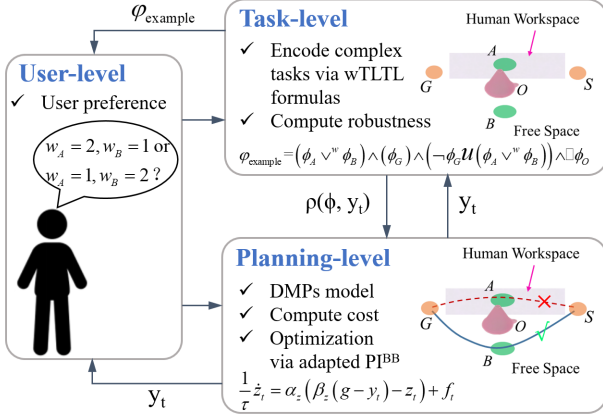 φ_example
User-level
✓ User preference
w_A = 2, w_B = 1 or
w_A = 1, w_B = 2 ?
Task-level
✓ Encode complex
tasks via wTLTL
formulas
✓ Compute robustness
Human Workspace
A
G
O
S
B
Free Space
φ_example = (ϕ_A ∨^w ϕ_B) ∧ (ϕ_G) ∧ (¬ϕ_G U (ϕ_A ∨^w ϕ_B)) ∧ □ϕ_O
ρ(ϕ, y_t)
y_t
Planning-level
✓ DMPs model
✓ Compute cost
✓ Optimization
via adapted PI^BB
Human Workspace
A
G
O
S
B
Free Space
1/τ ż_t = α_z (β_z (g − y_t) − z_t) + f_t
y_t